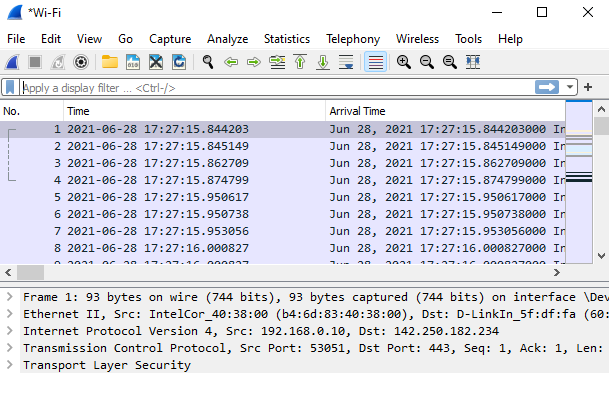 *Wi-Fi
File Edit View Go Capture Analyze Statistics Telephony Wireless Tools Help
Apply a display filter ... <Ctrl-/>
No. Time Arrival Time
1 2021-06-28 17:27:15.844203 Jun 28, 2021 17:27:15.844203000 In
2 2021-06-28 17:27:15.845149 Jun 28, 2021 17:27:15.845149000 In
3 2021-06-28 17:27:15.862709 Jun 28, 2021 17:27:15.862709000 In
4 2021-06-28 17:27:15.874799 Jun 28, 2021 17:27:15.874799000 In
5 2021-06-28 17:27:15.950617 Jun 28, 2021 17:27:15.950617000 In
6 2021-06-28 17:27:15.950738 Jun 28, 2021 17:27:15.950738000 In
7 2021-06-28 17:27:15.953056 Jun 28, 2021 17:27:15.953056000 In
8 2021-06-28 17:27:16.000827 Jun 28, 2021 17:27:16.000827000 In
Frame 1: 93 bytes on wire (744 bits), 93 bytes captured (744 bits) on interface \Dev
Ethernet II, Src: IntelCor_40:38:00 (b4:6d:83:40:38:00), Dst: D-LinkIn_5f:df:fa (60:
Internet Protocol Version 4, Src: 192.168.0.10, Dst: 142.250.182.234
Transmission Control Protocol, Src Port: 53051, Dst Port: 443, Seq: 1, Ack: 1, Len:
Transport Layer Security